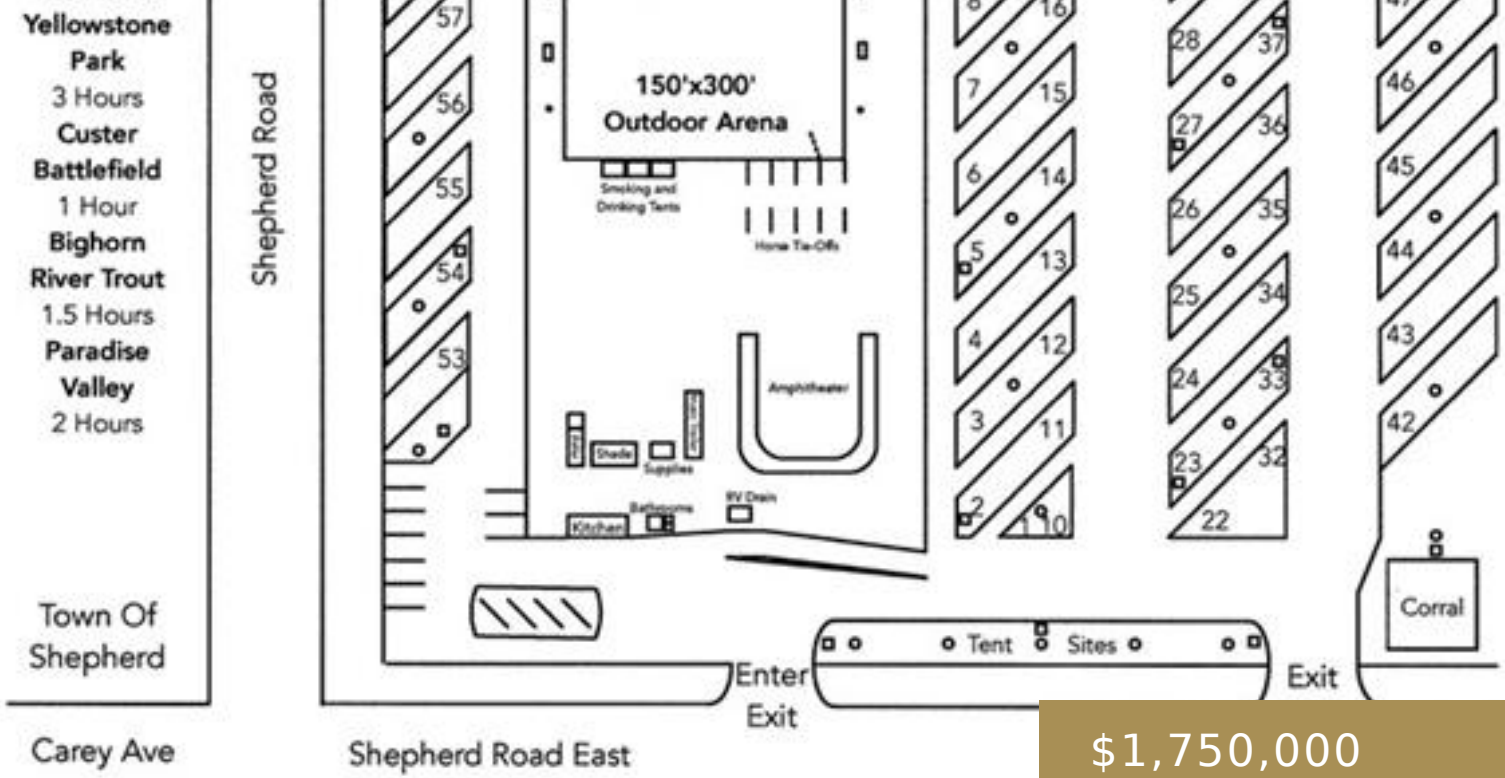 Yellowstone
Park
3 Hours
Custer
Battlefield
1 Hour
Bighorn
River Trout
1.5 Hours
Paradise
Valley
2 Hours
Town Of
Shepherd
Carey Ave
Shepherd Road
Shepherd Road East
57
56
55
54
53
150'x300'
Outdoor Arena
Smoking and
Drinking Tents
Horse Tie-Offs
Amphitheater
Shade
Supplies
Bathrooms
Kitchen
RV Drain
8
7
6
5
4
3
2
1
16
15
14
13
12
11
10
28
27
26
25
24
23
22
37
36
35
34
33
32
47
46
45
44
43
42
Corral
Tent Sites
Enter
Exit
Exit
$1,750,000